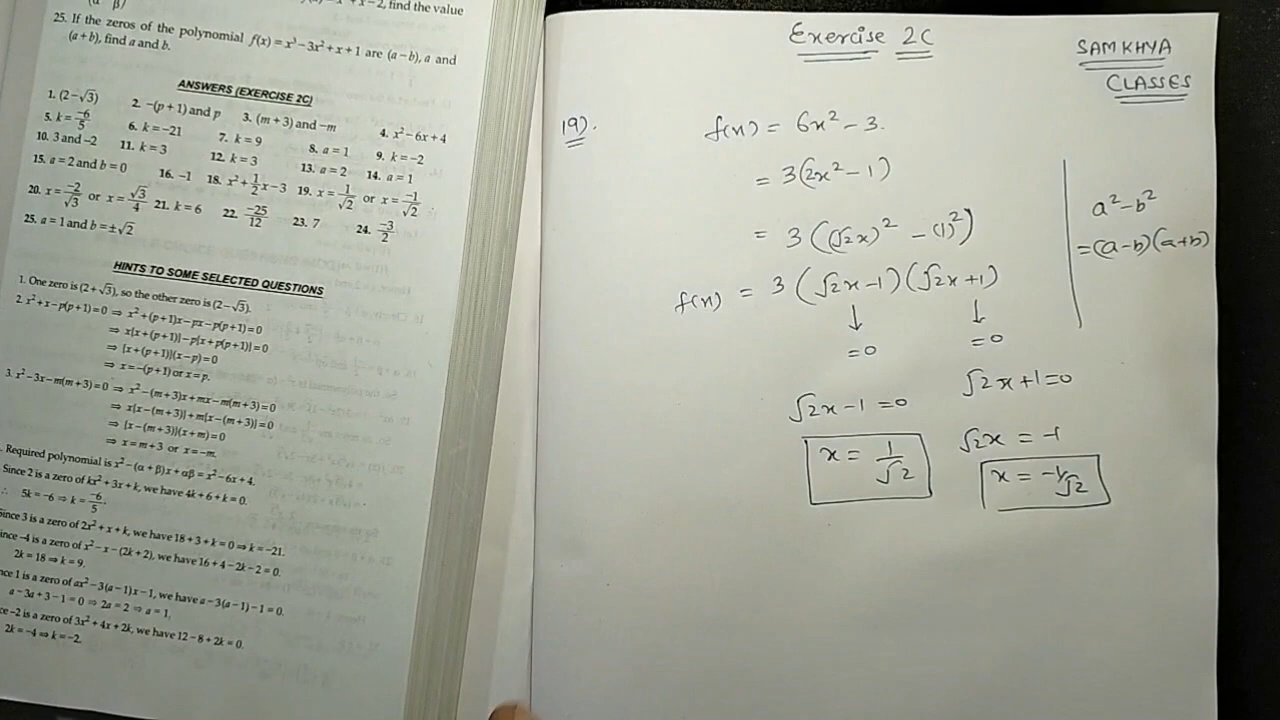 x − 2, find the value
25. If the zeros of the polynomial f(x) = x³ − 3x² + x + 1 are (a − b), a and
(a + b), find a and b.
ANSWERS (EXERCISE 2C)
1. (2 − √3) 2. −(p + 1) and p 3. (m + 3) and −m 4. x² − 6x + 4
5. k = −6/5 6. k = −21 7. k = 9 8. a = 1 9. k = −2
10. 3 and −2 11. k = 3 12. k = 3 13. a = 2 14. a = 1
15. a = 2 and b = 0 16. −1 18. x² + 1/2 x − 3 19. x = 1/√2 or x = −1/√2
20. x = −2/√3 or x = √3/4 21. k = 6 22. −25/12 23. 7 24. −3/2
25. a = 1 and b = ±√2
HINTS TO SOME SELECTED QUESTIONS
1. One zero is (2 + √3), so the other zero is (2 − √3).
2. x² + x − p(p + 1) = 0 ⇒ x² + (p + 1)x − px − p(p + 1) = 0
⇒ x{x + (p + 1)} − p{x + p(p + 1)} = 0
⇒ {x + (p + 1)}(x − p) = 0
⇒ x = −(p + 1) or x = p.
3. x² − 3x − m(m + 3) = 0 ⇒ x² − (m + 3)x + mx − m(m + 3) = 0
⇒ x{x − (m + 3)} + m{x − (m + 3)} = 0
⇒ {x − (m + 3)}(x + m) = 0
⇒ x = m + 3 or x = −m.
. Required polynomial is x² − (α + β)x + αβ = x² − 6x + 4.
Since 2 is a zero of kx² + 3x + k, we have 4k + 6 + k = 0.
∴ 5k = −6 ⇒ k = −6/5.
Since 3 is a zero of 2x² + x + k, we have 18 + 3 + k = 0 ⇒ k = −21.
ince −4 is a zero of x² − x − (2k + 2), we have 16 + 4 − 2k − 2 = 0.
2k = 18 ⇒ k = 9.
nce 1 is a zero of ax² − 3(a − 1)x − 1, we have a − 3(a − 1) − 1 = 0.
a − 3a + 3 − 1 = 0 ⇒ 2a = 2 ⇒ a = 1.
ce −2 is a zero of 3x² + 4x + 2k, we have 12 − 8 + 2k = 0.
2k = −4 ⇒ k = −2.
Exercise 2C
SAMKHYA
CLASSES
19).
f(x) = 6x² − 3.
= 3(2x² − 1)
= 3((√2x)² − (1)²)
f(x) = 3(√2x − 1)(√2x + 1)
↓ ↓
= 0 = 0
√2x − 1 = 0
x = 1/√2
√2x + 1 = 0
√2x = −1
x = −1/√2
a² − b²
= (a − b)(a + b)